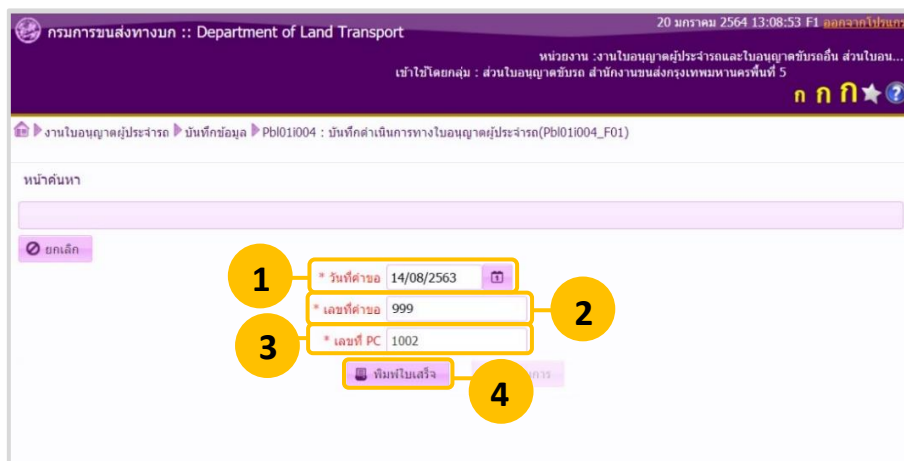 20 มกราคม 2564 13:08:53 F1 ออกจากโปรแกร
กรมการขนส่งทางบก :: Department of Land Transport
หน่วยงาน :งานใบอนุญาตผู้ประจำรถและใบอนุญาตขับรถอื่น ส่วนใบอน...
เข้าใช้โดยกลุ่ม : ส่วนใบอนุญาตขับรถ สำนักงานขนส่งกรุงเทพมหานครพื้นที่ 5
ก ก ก ?
งานใบอนุญาตผู้ประจำรถ บันทึกข้อมูล Pbl01i004 : บันทึกดำเนินการทางใบอนุญาตผู้ประจำรถ(Pbl01i004_F01)
หน้าค้นหา
ยกเลิก
1 * วันที่คำขอ 14/08/2563
* เลขที่คำขอ 999 2
3 * เลขที่ PC 1002
พิมพ์ใบเสร็จ 4